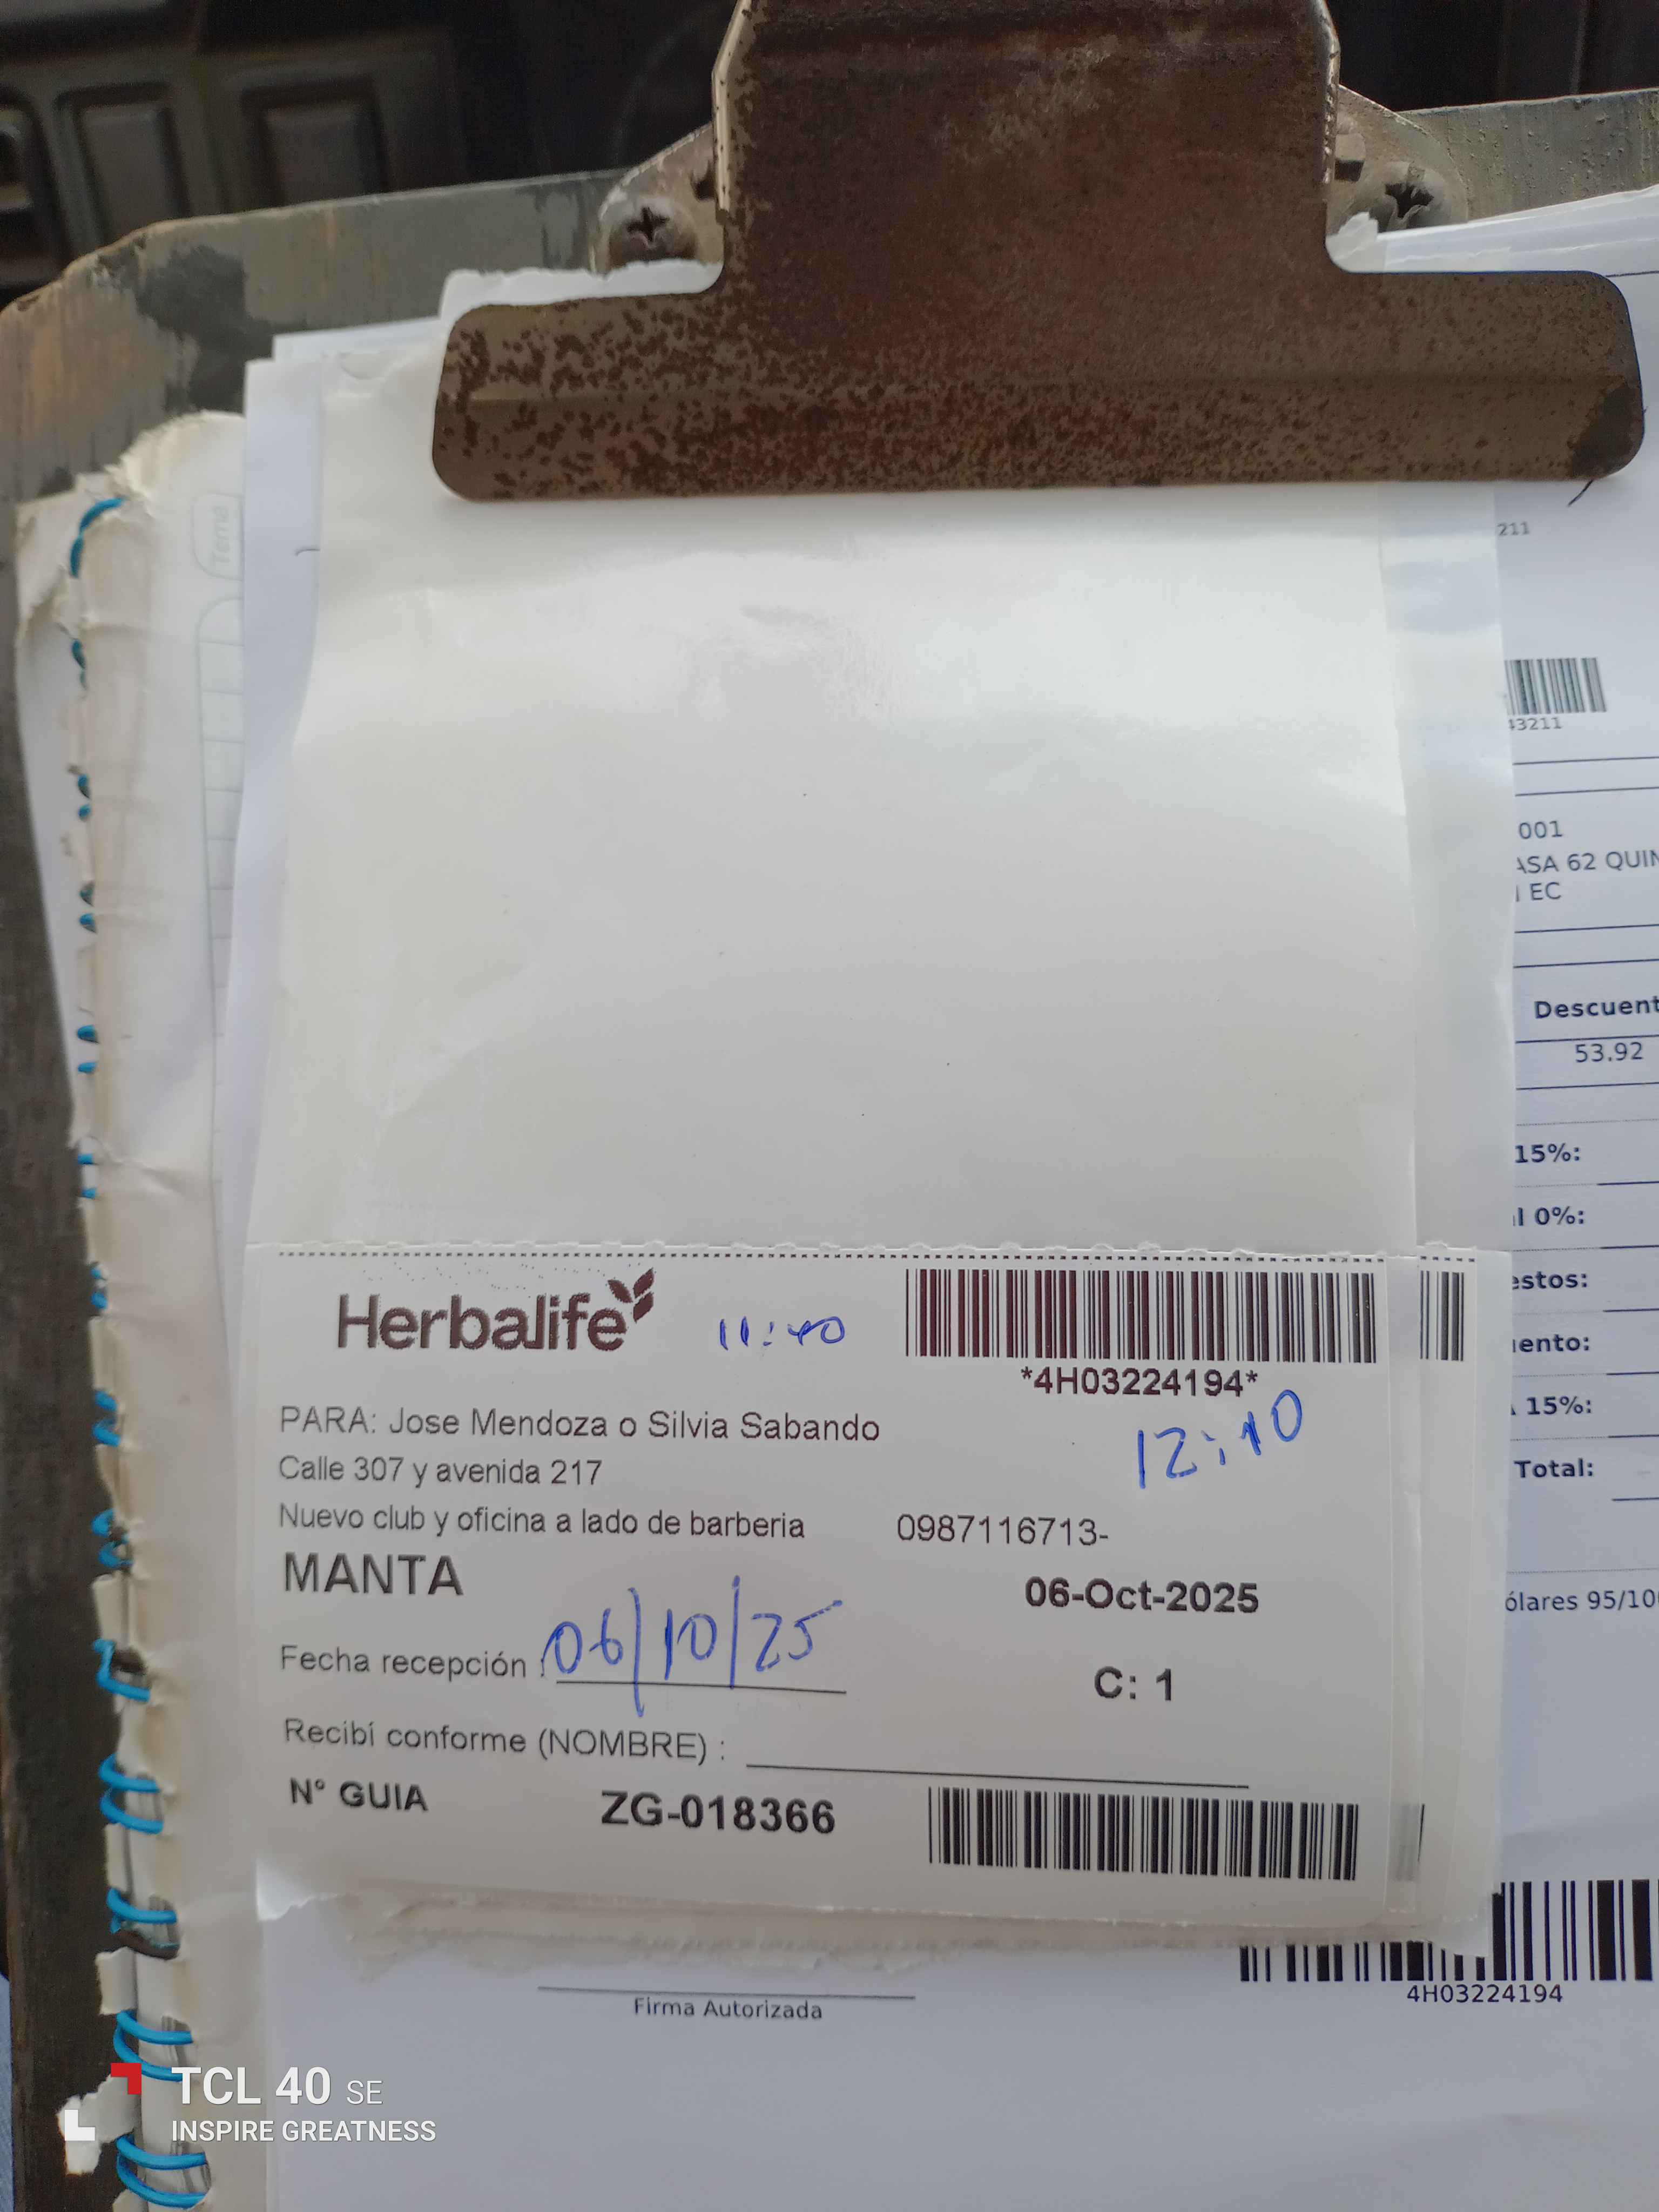 Tema
211
43211
001
ASA 62 QUIN
EC
Descuent
53.92
15%:
l 0%:
estos:
ento:
15%:
Total:
ólares 95/10
Herbalife
11:40
*4H03224194*
12:10
PARA: Jose Mendoza o Silvia Sabando
Calle 307 y avenida 217
Nuevo club y oficina a lado de barberia 0987116713-
MANTA
06-Oct-2025
Fecha recepción : 06/10/25
C: 1
Recibí conforme (NOMBRE) :
N° GUIA ZG-018366
4H03224194
Firma Autorizada
TCL 40 SE
INSPIRE GREATNESS